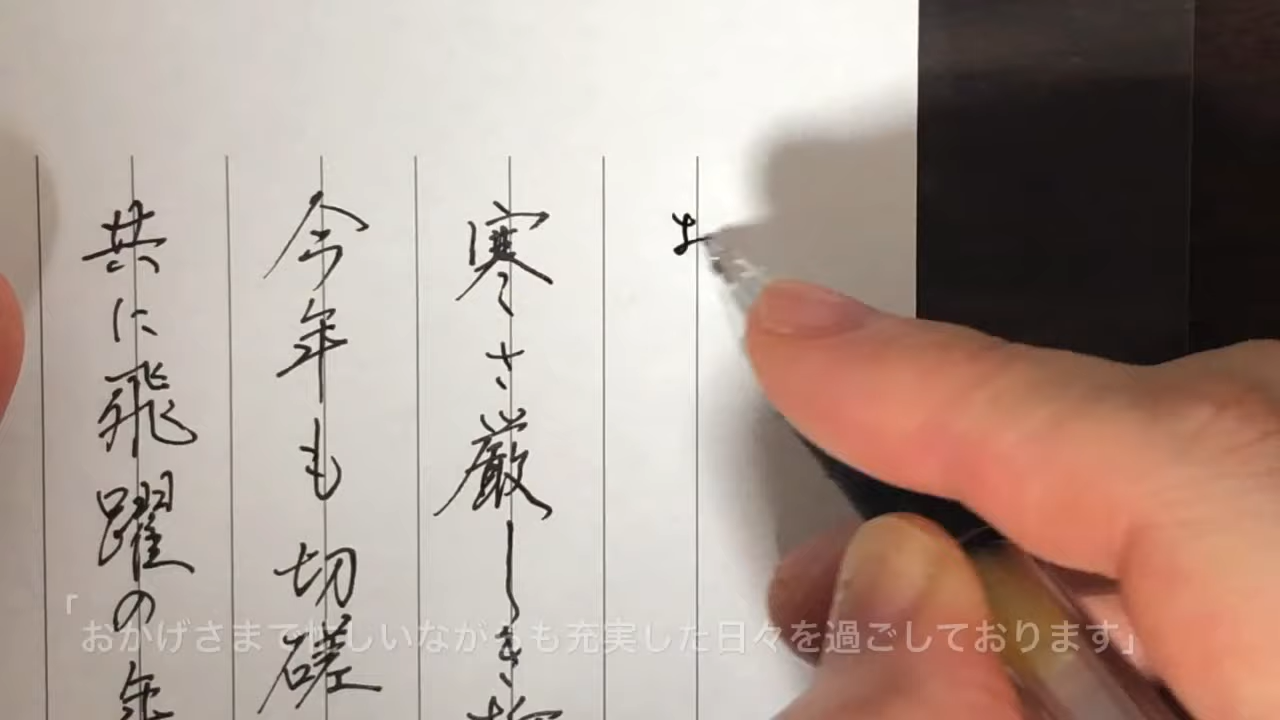 寒さ厳しき
今年も切磋
共に飛躍の年
「おかげさまで忙しいながらも充実した日々を過ごしております」